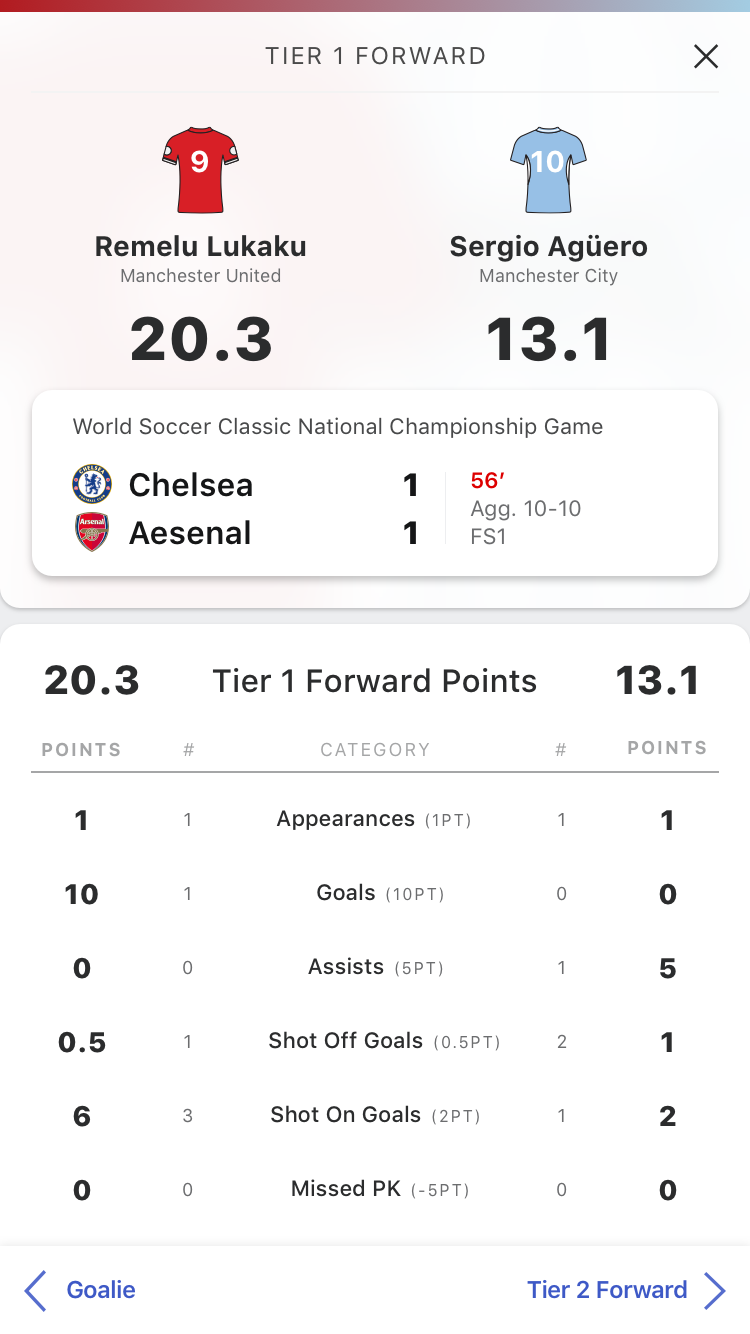 TIER 1 FORWARD
9
10
Remelu Lukaku
Sergio Agüero
Manchester United
Manchester City
20.3
13.1
World Soccer Classic National Championship Game
CHELSEA
Chelsea 1
56′
Agg. 10-10
Arsenal
Aesenal 1
FS1
20.3 Tier 1 Forward Points 13.1
POINTS # CATEGORY # POINTS
1 1 Appearances (1PT) 1 1
10 1 Goals (10PT) 0 0
0 0 Assists (5PT) 1 5
0.5 1 Shot Off Goals (0.5PT) 2 1
6 3 Shot On Goals (2PT) 1 2
0 0 Missed PK (-5PT) 0 0
Goalie
Tier 2 Forward